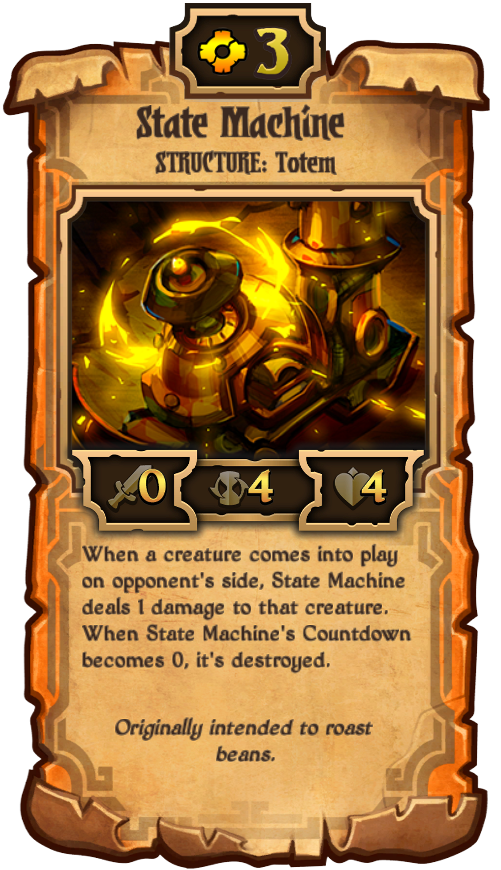 3
State Machine
STRUCTURE: Totem
0 4 4
When a creature comes into play
on opponent's side, State Machine
deals 1 damage to that creature.
When State Machine's Countdown
becomes 0, it's destroyed.
Originally intended to roast
beans.